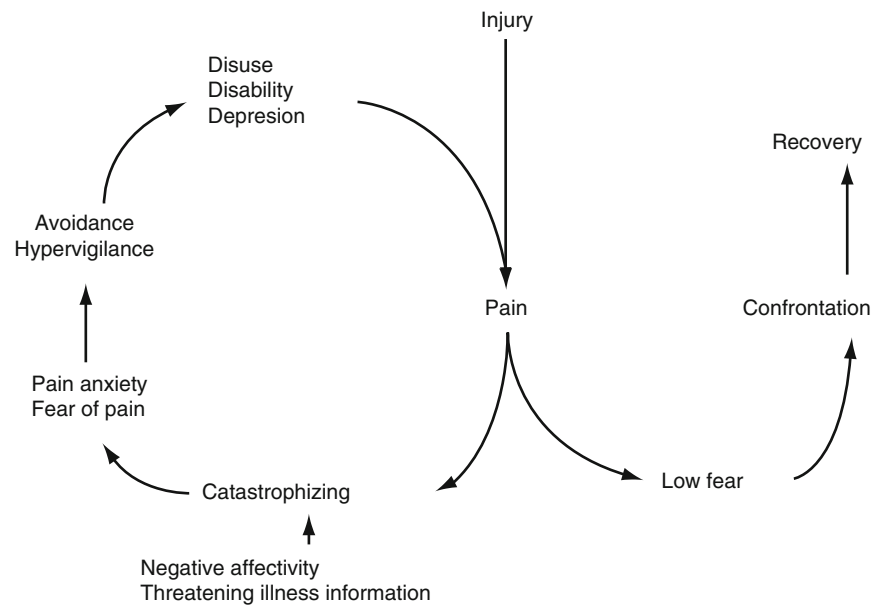 Injury
Disuse
Disability
Depresion
Recovery
Avoidance
Hypervigilance
Pain
Confrontation
Pain anxiety
Fear of pain
Catastrophizing
Low fear
Negative affectivity
Threatening illness information